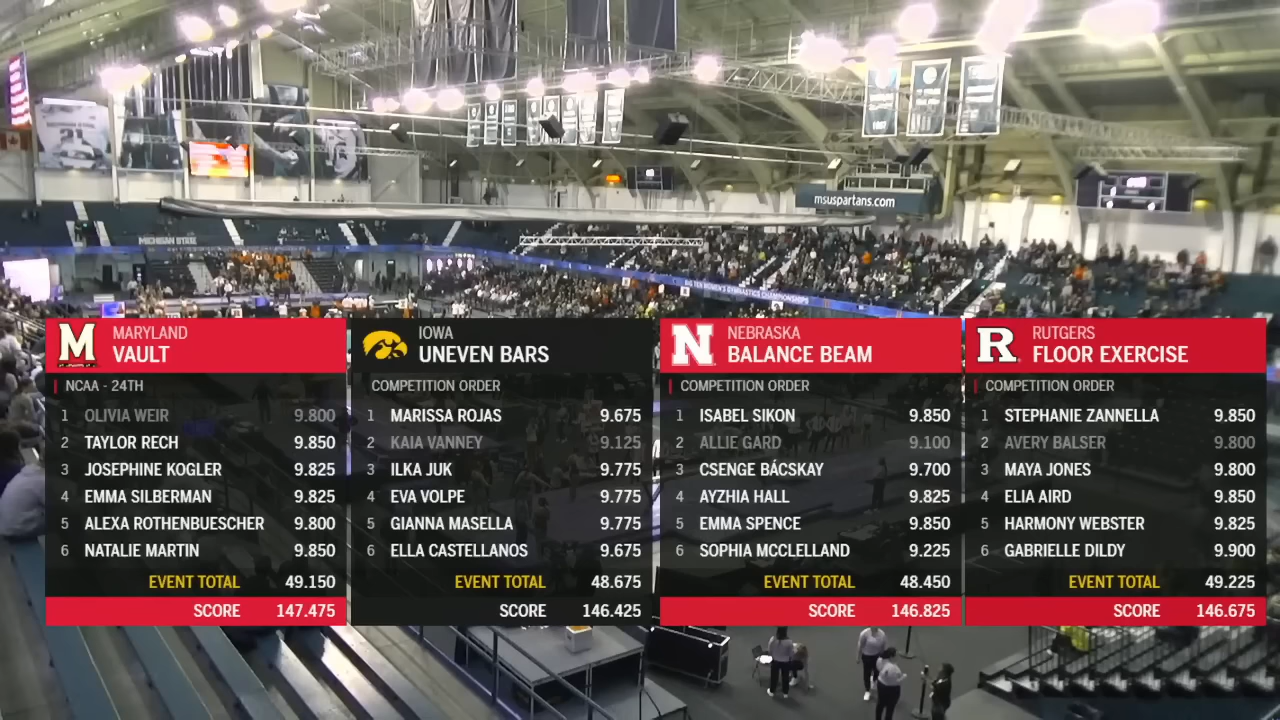 msuspartans.com
MICHIGAN STATE
BIG TEN WOMEN'S GYMNASTICS CHAMPIONSHIPS
M MARYLAND
VAULT
NCAA - 24TH
1 OLIVIA WEIR 9.800
2 TAYLOR RECH 9.850
3 JOSEPHINE KOGLER 9.825
4 EMMA SILBERMAN 9.825
5 ALEXA ROTHENBUESCHER 9.800
6 NATALIE MARTIN 9.850
EVENT TOTAL 49.150
SCORE 147.475
IOWA
UNEVEN BARS
COMPETITION ORDER
1 MARISSA ROJAS 9.675
2 KAIA VANNEY 9.125
3 ILKA JUK 9.775
4 EVA VOLPE 9.775
5 GIANNA MASELLA 9.775
6 ELLA CASTELLANOS 9.675
EVENT TOTAL 48.675
SCORE 146.425
N NEBRASKA
BALANCE BEAM
COMPETITION ORDER
1 ISABEL SIKON 9.850
2 ALLIE GARD 9.100
3 CSENGE BÁCSKAY 9.700
4 AYZHIA HALL 9.825
5 EMMA SPENCE 9.850
6 SOPHIA MCCLELLAND 9.225
EVENT TOTAL 48.450
SCORE 146.825
R RUTGERS
FLOOR EXERCISE
COMPETITION ORDER
1 STEPHANIE ZANNELLA 9.850
2 AVERY BALSER 9.800
3 MAYA JONES 9.800
4 ELIA AIRD 9.850
5 HARMONY WEBSTER 9.825
6 GABRIELLE DILDY 9.900
EVENT TOTAL 49.225
SCORE 146.675